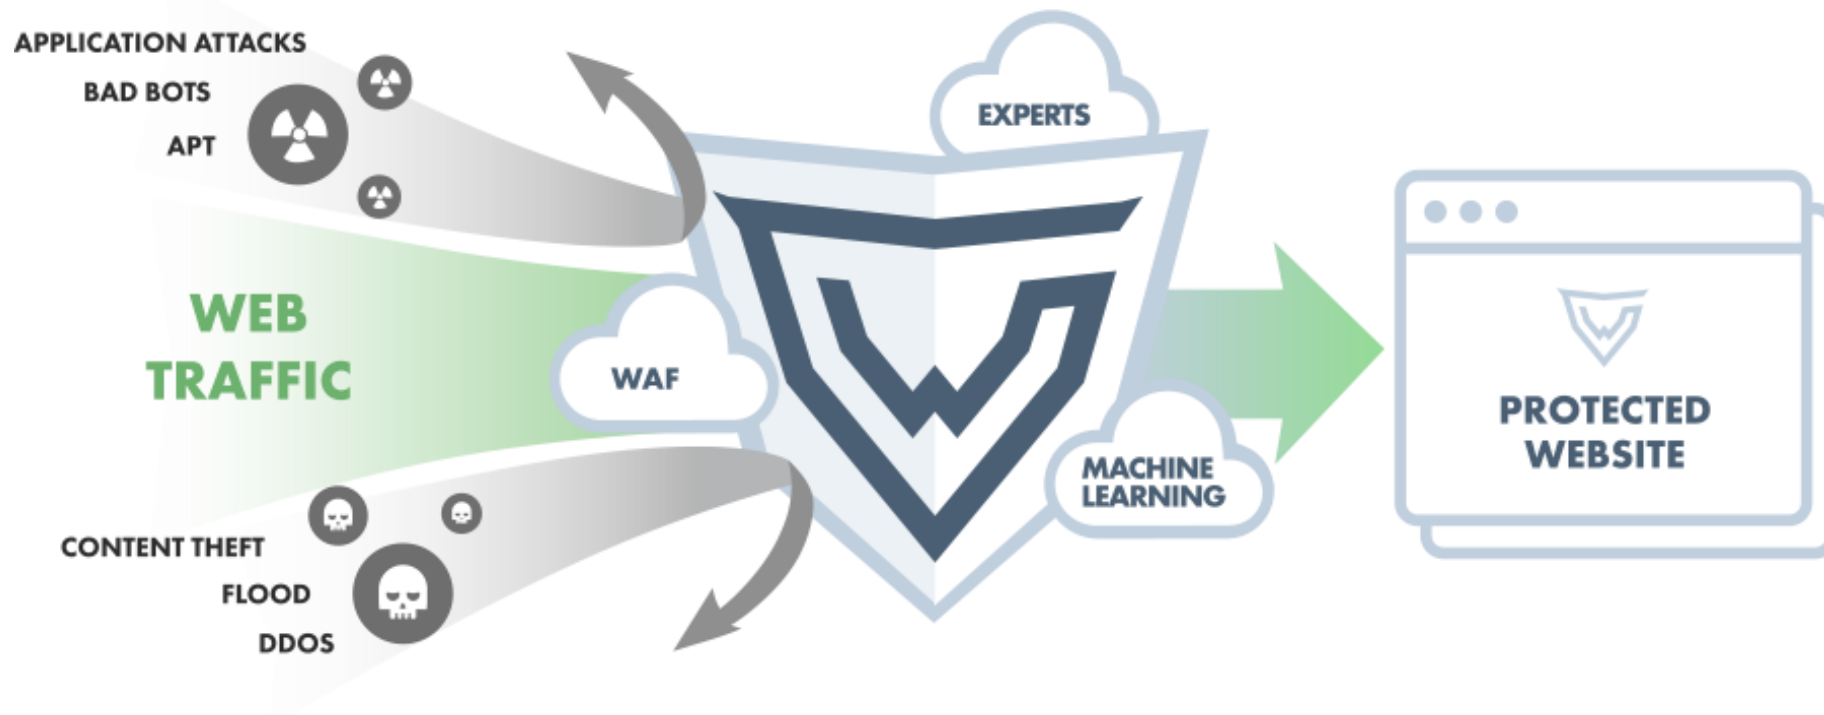 APPLICATION ATTACKS
BAD BOTS
APT
WEB
TRAFFIC
CONTENT THEFT
FLOOD
DDOS
WAF
EXPERTS
MACHINE
LEARNING
PROTECTED
WEBSITE